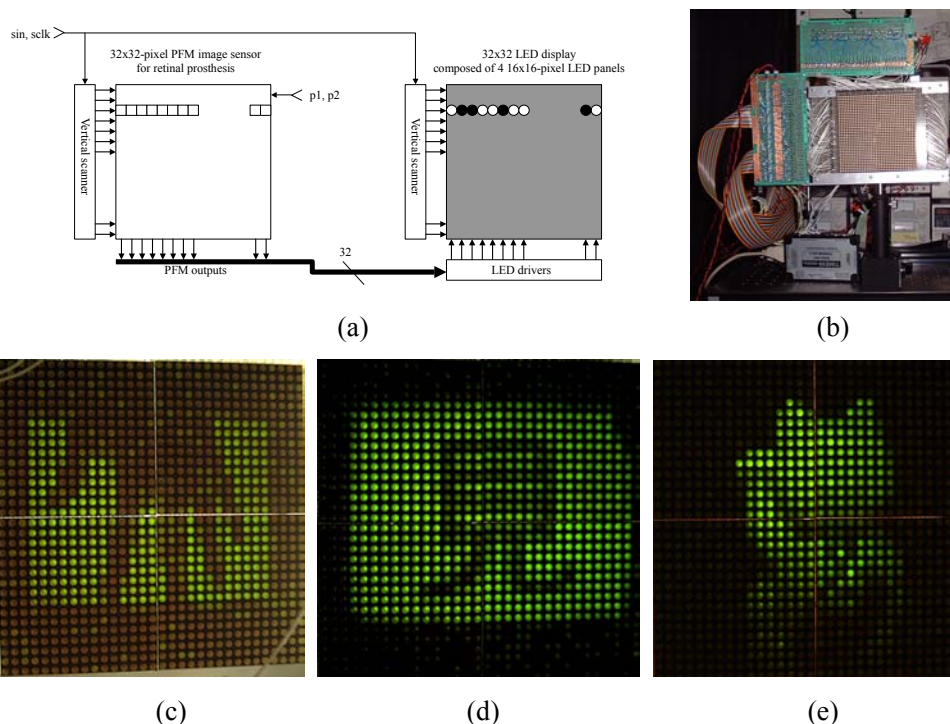 sin, sclk
32x32-pixel PFM image sensor
for retinal prosthesis
32x32 LED display
composed of 4 16x16-pixel LED panels
p1, p2
Vertical scanner
Vertical scanner
32
PFM outputs
LED drivers
(a)
(b)
(c)
(d)
(e)